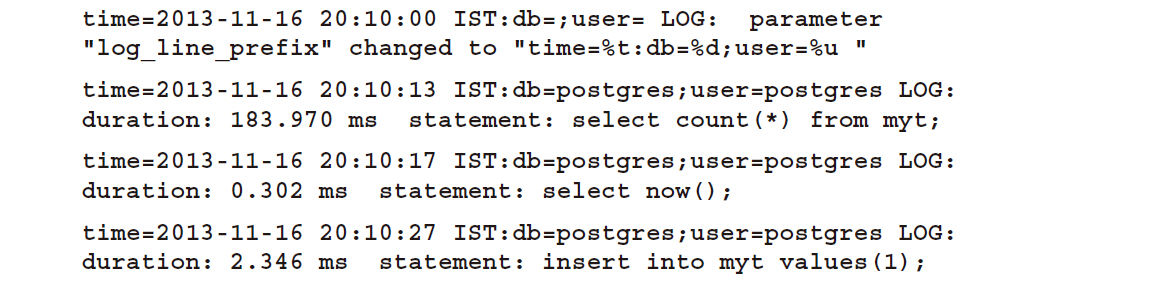 time=2013-11-16 20:10:00 IST:db=;user= LOG:  parameter
"log_line_prefix" changed to "time=%t:db=%d;user=%u "
time=2013-11-16 20:10:13 IST:db=postgres;user=postgres LOG:
duration: 183.970 ms  statement: select count(*) from myt;
time=2013-11-16 20:10:17 IST:db=postgres;user=postgres LOG:
duration: 0.302 ms  statement: select now();
time=2013-11-16 20:10:27 IST:db=postgres;user=postgres LOG:
duration: 2.346 ms  statement: insert into myt values(1);